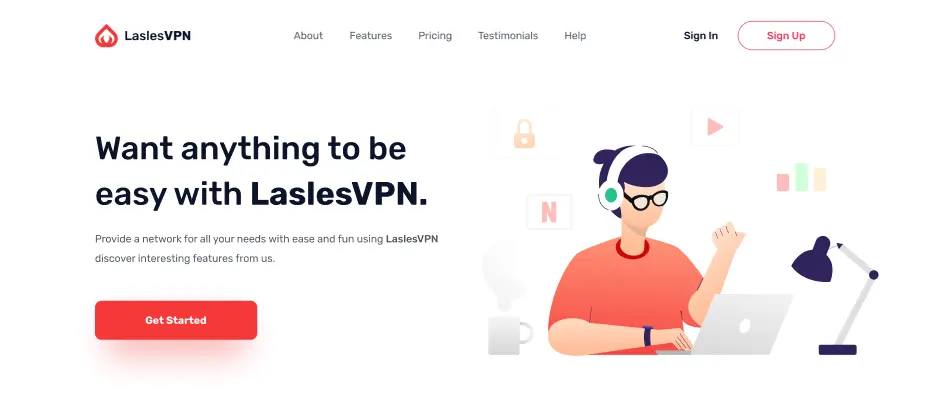 LaslesVPN
About Features Pricing Testimonials Help
Sign In
Sign Up
Want anything to be
easy with LaslesVPN.
Provide a network for all your needs with ease and fun using LaslesVPN
discover interesting features from us.
Get Started
N